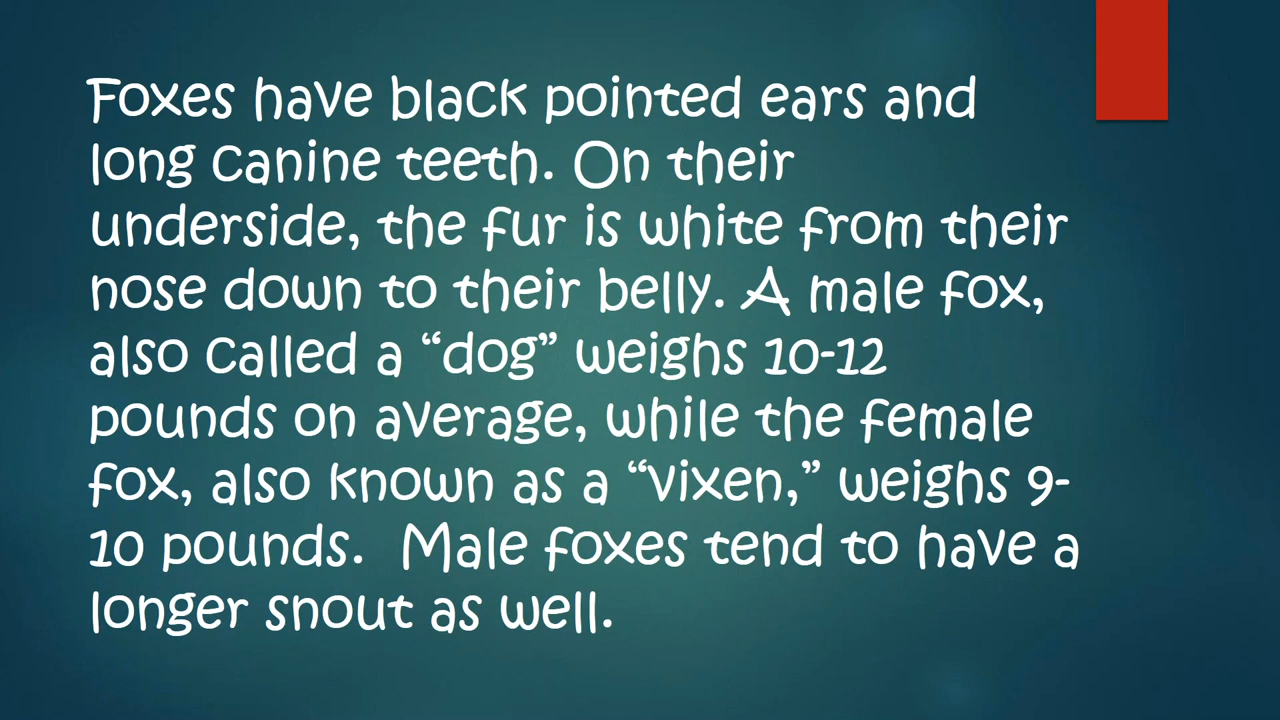 Foxes have black pointed ears and
long canine teeth. On their
underside, the fur is white from their
nose down to their belly. A male fox,
also called a “dog” weighs 10-12
pounds on average, while the female
fox, also known as a “vixen,” weighs 9-
10 pounds.  Male foxes tend to have a
longer snout as well.